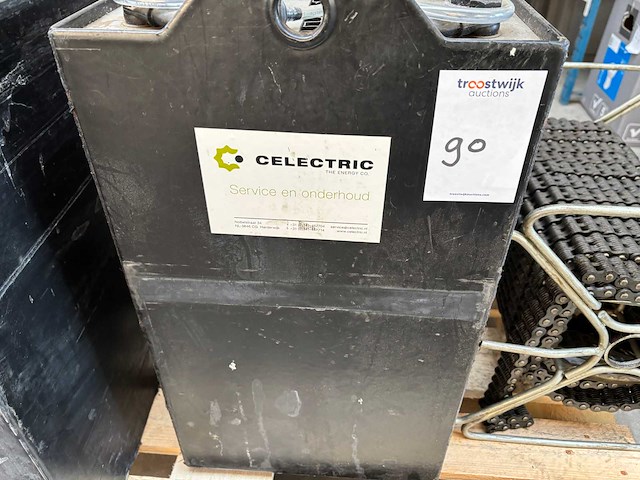 troostwijk
auctions
90
CELECTRIC
THE ENERGY CO.
Service en onderhoud